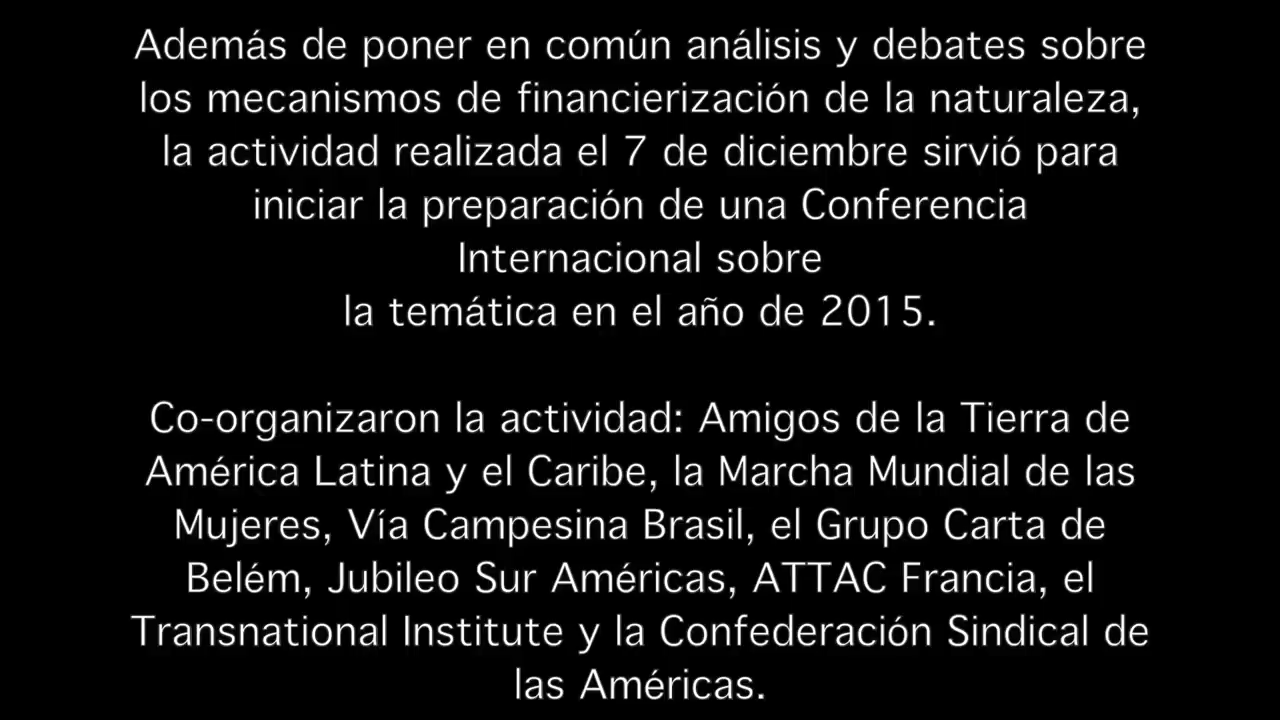 Además de poner en común análisis y debates sobre
los mecanismos de financierización de la naturaleza,
la actividad realizada el 7 de diciembre sirvió para
iniciar la preparación de una Conferencia
Internacional sobre
la temática en el año de 2015.
Co-organizaron la actividad: Amigos de la Tierra de
América Latina y el Caribe, la Marcha Mundial de las
Mujeres, Vía Campesina Brasil, el Grupo Carta de
Belém, Jubileo Sur Américas, ATTAC Francia, el
Transnational Institute y la Confederación Sindical de
las Américas.